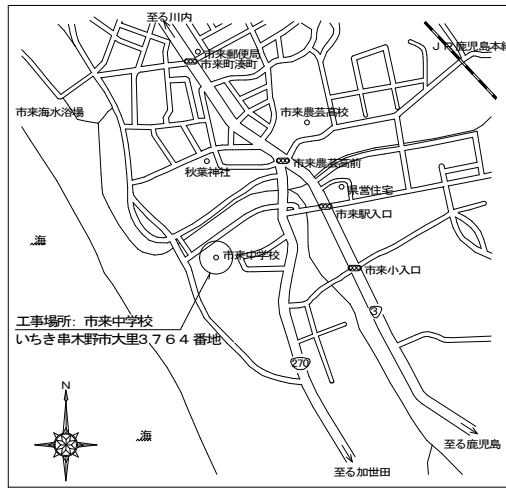 至る川内
市来郵便局
市来町湊町
JR鹿児島本線
市来海水浴場
市来農芸高校
市来農芸高前
秋葉神社
県営住宅
市来駅入口
海
市来中学校
市来小入口
工事場所: 市来中学校
いちき串木野市大里3764 番地
3
270
N
海
至る鹿児島
至る加世田